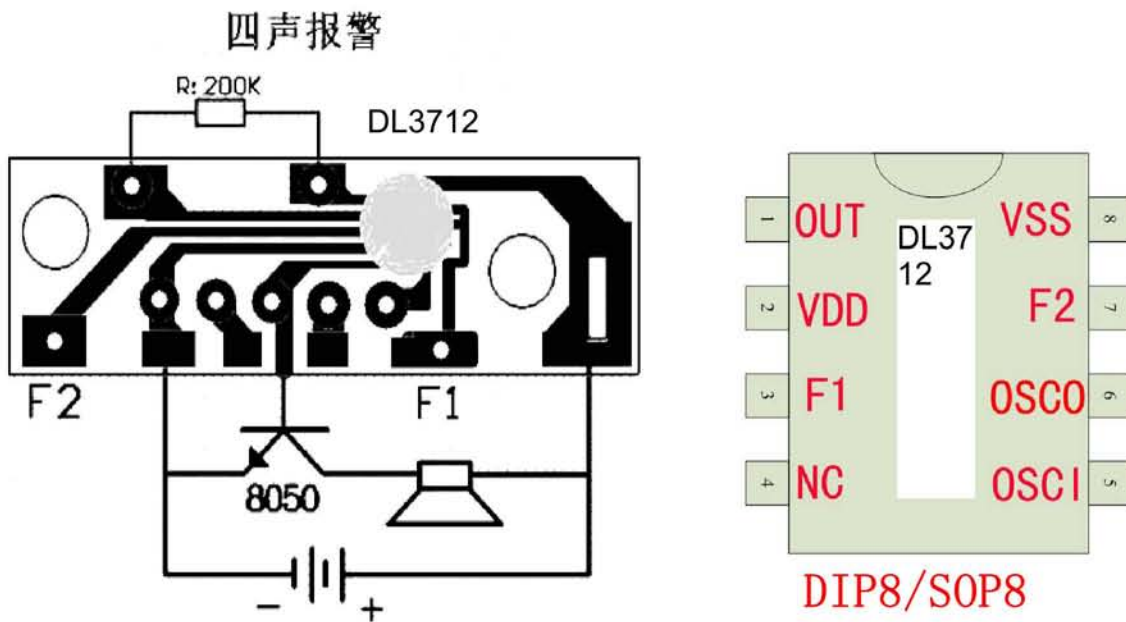 四声报警
R: 200K
DL3712
F2
F1
8050
- +
1 OUT
2 VDD
3 F1
4 NC
DL37
12
VSS 8
F2 7
OSCO 6
OSCI 5
DIP8/SOP8